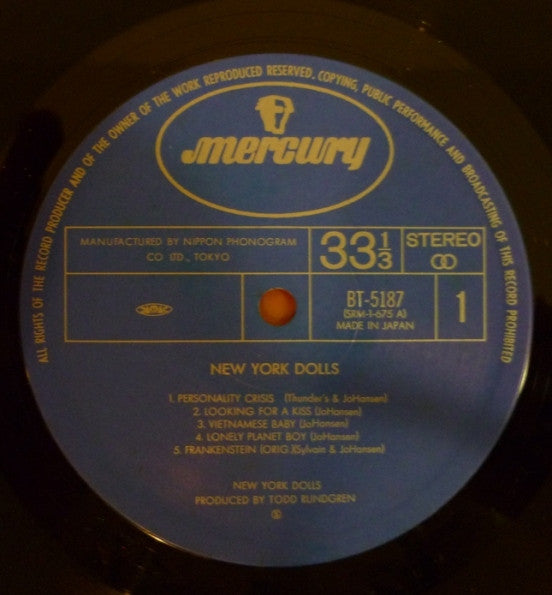 ALL RIGHTS OF THE RECORD PRODUCER AND OF THE OWNER OF THE WORK REPRODUCED RESERVED. COPYING, PUBLIC PERFORMANCE AND BROADCASTING OF THIS RECORD PROHIBITED
mercury
MANUFACTURED BY NIPPON PHONOGRAM
CO LTD., TOKYO
33 1/3
STEREO
BT-5187
(SRM-1-675 A)
MADE IN JAPAN
1
NEW YORK DOLLS
1. PERSONALITY CRISIS (Thunder's & JoHansen)
2. LOOKING FOR A KISS (JoHansen)
3. VIETNAMESE BABY (JoHansen)
4. LONELY PLANET BOY (JoHansen)
5. FRANKENSTEIN (ORIG.)(Sylvain & JoHansen)
NEW YORK DOLLS
PRODUCED BY TODD RUNDGREN